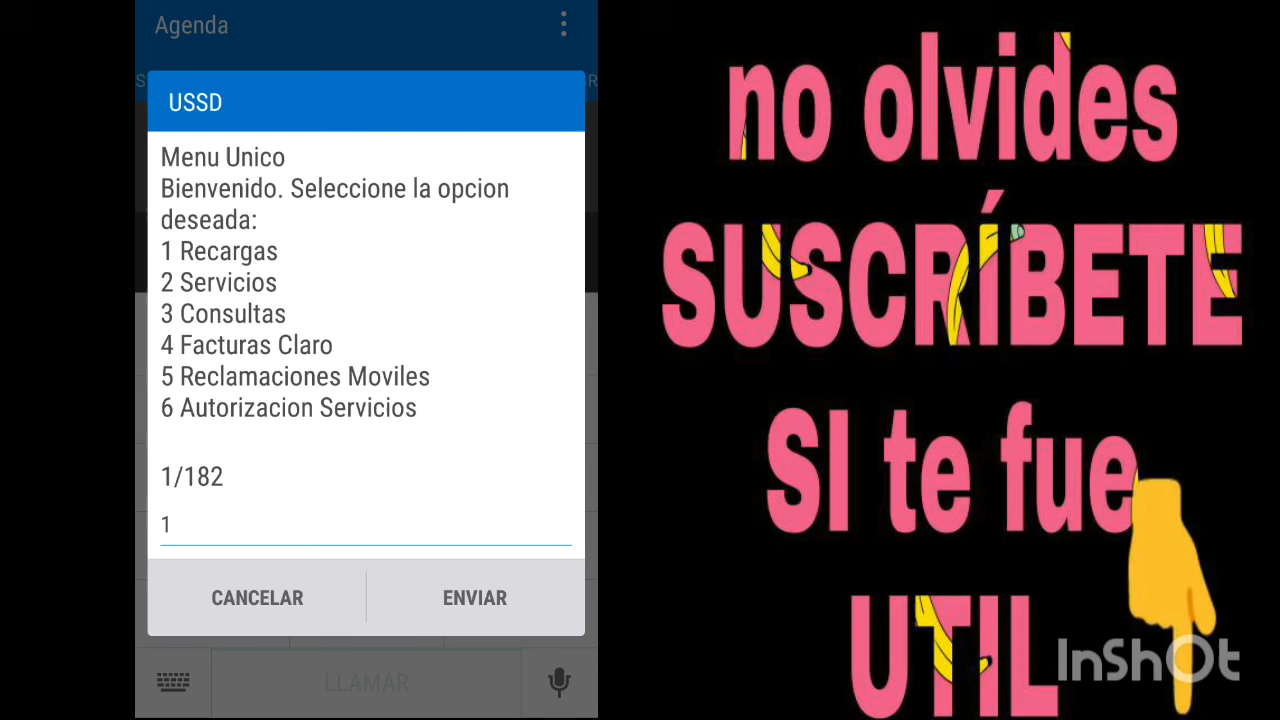 Agenda
S
R
USSD
Menu Unico
Bienvenido. Seleccione la opcion
deseada:
1 Recargas
2 Servicios
3 Consultas
4 Facturas Claro
5 Reclamaciones Moviles
6 Autorizacion Servicios
1/182
1
CANCELAR
ENVIAR
LLAMAR
no olvides
SUSCRÍBETE
SI te fue
UTIL
InShOt